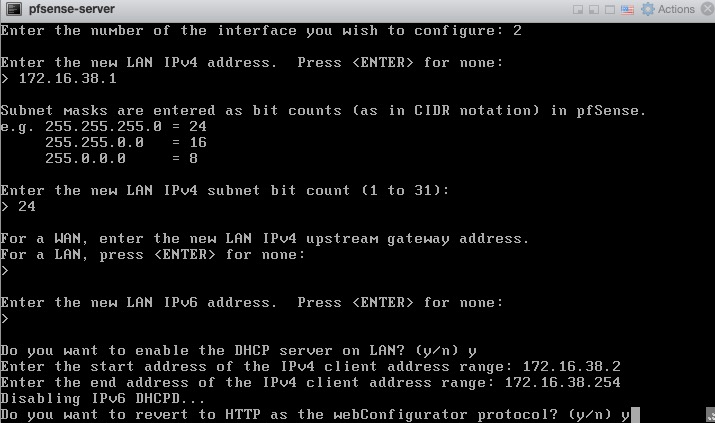 pfsense-server
Actions
Enter the number of the interface you wish to configure: 2
Enter the new LAN IPv4 address.  Press <ENTER> for none:
> 172.16.38.1
Subnet masks are entered as bit counts (as in CIDR notation) in pfSense.
e.g. 255.255.255.0 = 24
     255.255.0.0   = 16
     255.0.0.0     = 8
Enter the new LAN IPv4 subnet bit count (1 to 31):
> 24
For a WAN, enter the new LAN IPv4 upstream gateway address.
For a LAN, press <ENTER> for none:
>
Enter the new LAN IPv6 address.  Press <ENTER> for none:
>
Do you want to enable the DHCP server on LAN? (y/n) y
Enter the start address of the IPv4 client address range: 172.16.38.2
Enter the end address of the IPv4 client address range: 172.16.38.254
Disabling IPv6 DHCPD...
Do you want to revert to HTTP as the webConfigurator protocol? (y/n) y